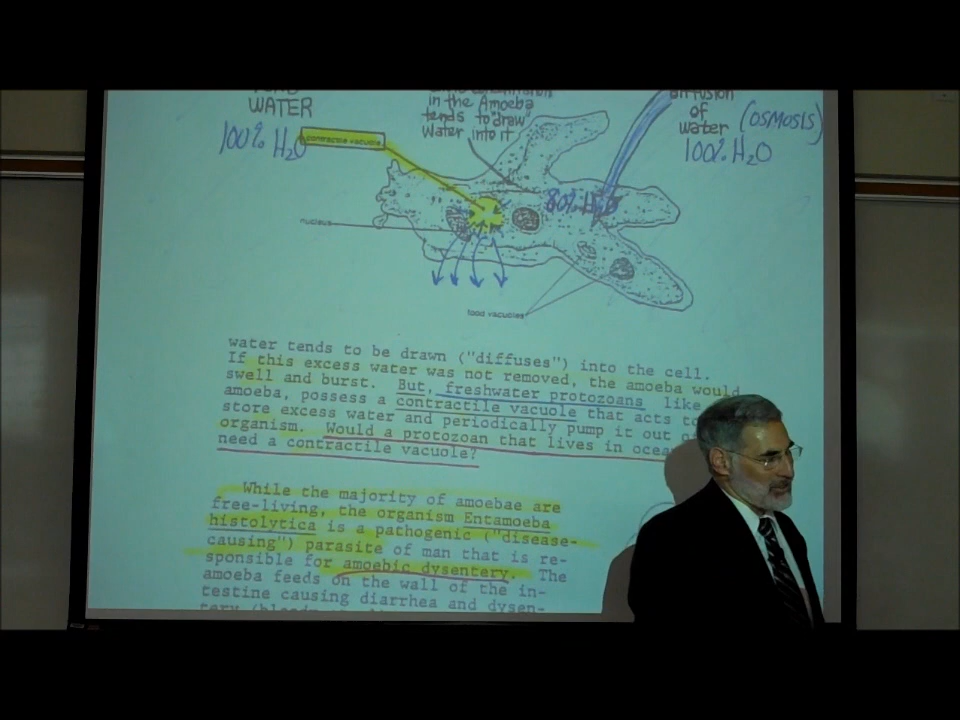 WATER
100% H₂O
contractile vacuole
in the Amoeba
tends to "draw"
water into it
diffusion
of
water (OSMOSIS)
100% H₂O
80% H₂O
nucleus
food vacuoles
water tends to be drawn ("diffuses") into the cell.
If this excess water was not removed, the amoeba would
swell and burst. But, freshwater protozoans like
amoeba, possess a contractile vacuole that acts to
store excess water and periodically pump it out of
organism. Would a protozoan that lives in ocean
need a contractile vacuole?
While the majority of amoebae are
free-living, the organism Entamoeba
histolytica is a pathogenic ("disease-
causing") parasite of man that is re-
sponsible for amoebic dysentery. The
amoeba feeds on the wall of the in-
testine causing diarrhea and dysen-